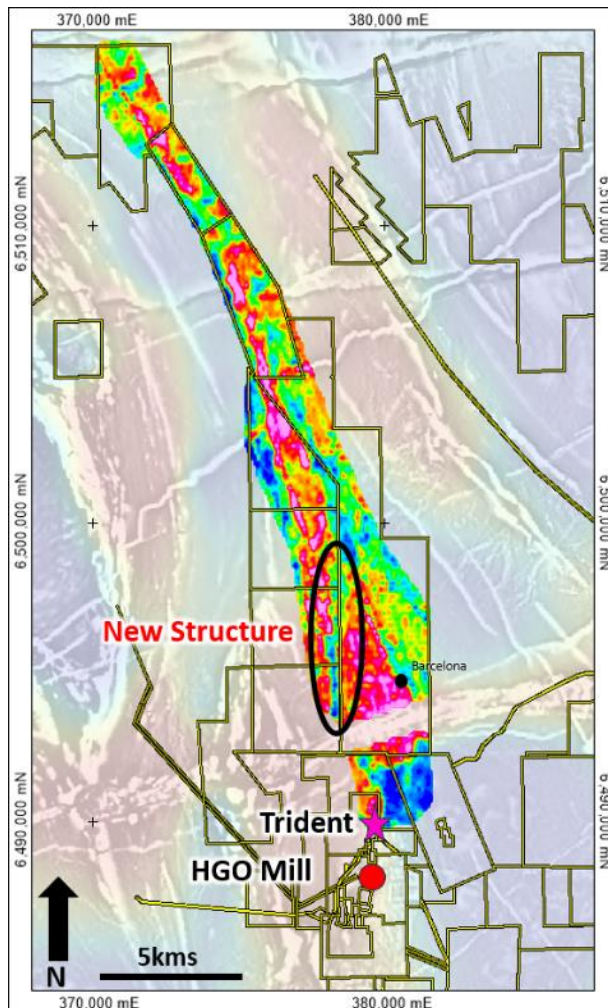 370,000 mE
380,000 mE
6,510,000 mN
6,510,000 mN
6,500,000 mN
6,500,000 mN
New Structure
Barcelona
6,490,000 mN
6,490,000 mN
Trident
HGO Mill
N
5kms
370,000 mE
380,000 mE